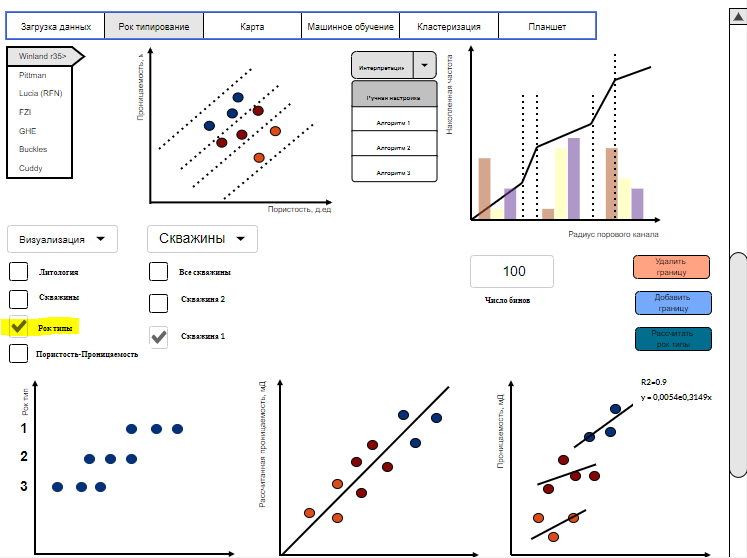 Загрузка данных
Рок типирование
Карта
Машинное обучение
Кластеризация
Планшет
Winland r35>
Pittman
Lucia (RFN)
FZI
GHE
Buckles
Cuddy
Проницаемость, м
Пористость, д.ед
Интерпретация
Ручная настройка
Алгоритм 1
Алгоритм 2
Алгоритм 3
Накопленная частота
Радиус порового канала
Визуализация
Скважины
Литология
Скважины
Рок типы
Пористость-Проницаемость
Все скважины
Скважина 2
Скважина 1
100
Число бинов
Удалить
границу
Добавить
границу
Рассчитать
рок типы
Рок тип
1
2
3
Рассчитанная проницаемость, мД
Проницаемость, мД
R2=0.9
y = 0,0054e0,3149x